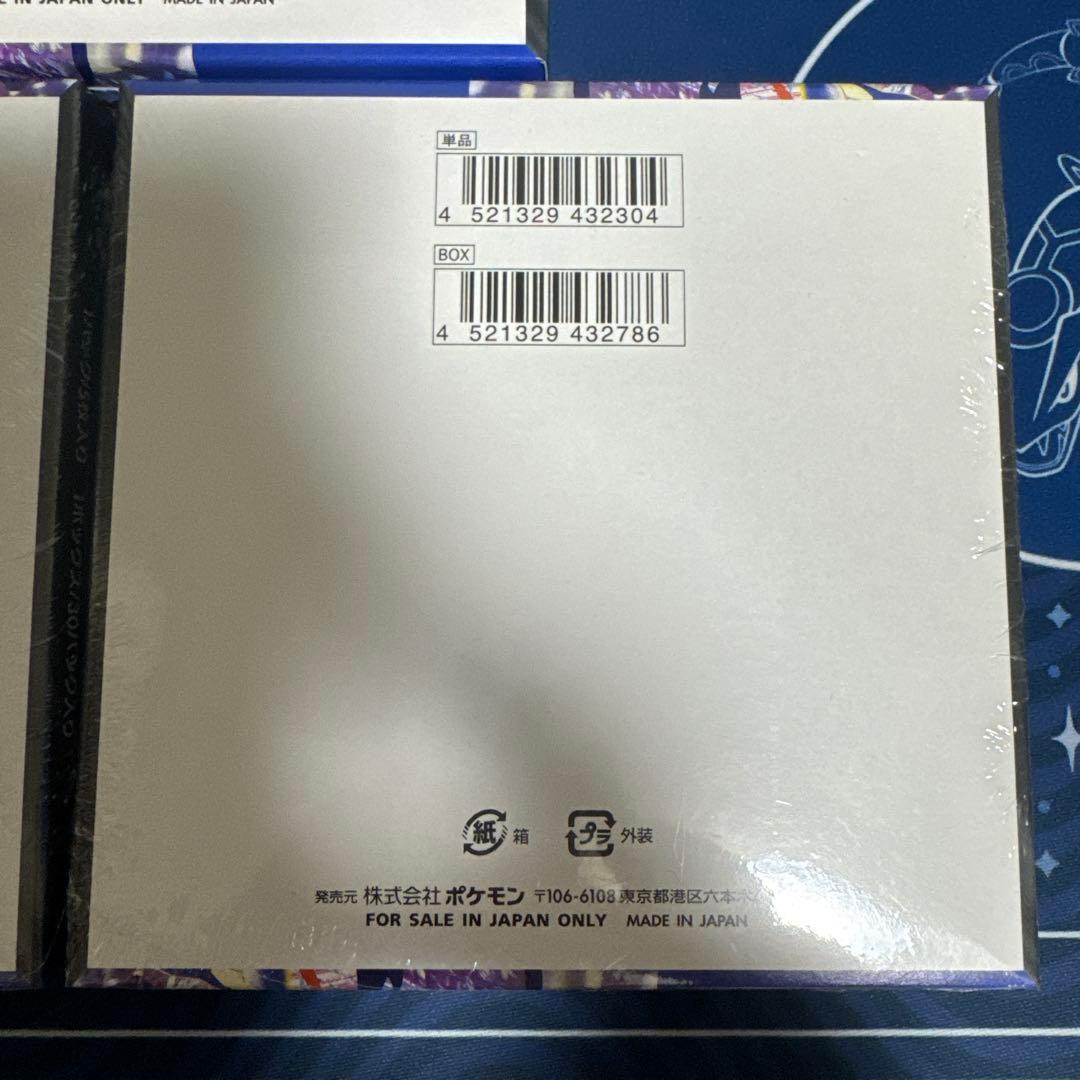 IN JAPAN ONLY MADE IN JAPAN
単品
4 521329 432304
BOX
4 521329 432786
紙 箱 プラ 外装
発売元 株式会社 ポケモン 〒106-6108 東京都港区六本木
FOR SALE IN JAPAN ONLY MADE IN JAPAN